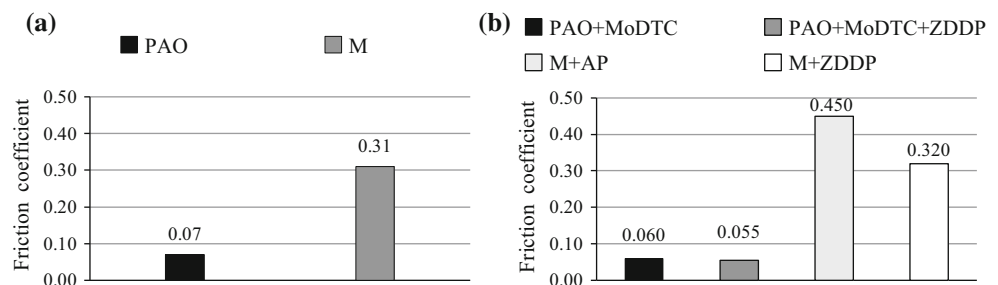 (a)
PAO M
Friction coefficient
0.50
0.40
0.30
0.20
0.10
0.00
0.07
0.31
(b)
PAO+MoDTC PAO+MoDTC+ZDDP
M+AP M+ZDDP
Friction coefficient
0.50
0.40
0.30
0.20
0.10
0.00
0.060
0.055
0.450
0.320